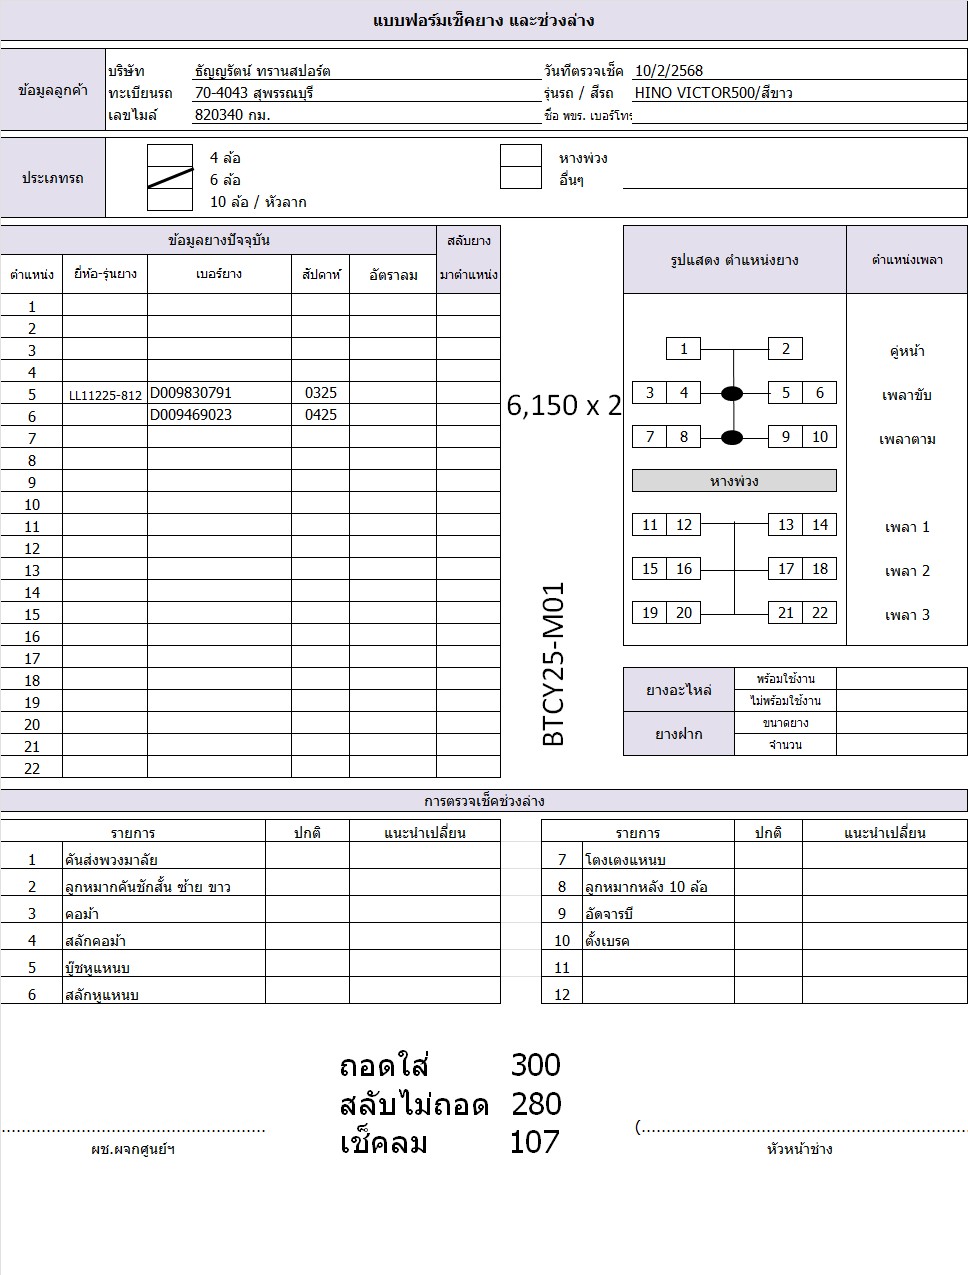 แบบฟอร์มเช็คยาง และช่วงล่าง
ข้อมูลลูกค้า
บริษัท ธัญญรัตน์ ทรานสปอร์ต วันที่ตรวจเช็ค 10/2/2568
ทะเบียนรถ 70-4043 สุพรรณบุรี รุ่นรถ / สีรถ HINO VICTOR500/สีขาว
เลขไมล์ 820340 กม. ชื่อ พขร. เบอร์โทร
ประเภทรถ
4 ล้อ หางพ่วง
6 ล้อ อื่นๆ
10 ล้อ / หัวลาก
ข้อมูลยางปัจจุบัน สลับยาง
ตำแหน่ง ยี่ห้อ-รุ่นยาง เบอร์ยาง สัปดาห์ อัตราลม มาตำแหน่ง
1
2
3
4
5 LL11225-812 D009830791 0325
6 D009469023 0425
7
8
9
10
11
12
13
14
15
16
17
18
19
20
21
22
6,150 x 2
BTCY25-M01
รูปแสดง ตำแหน่งยาง ตำแหน่งเพลา
1 2 คู่หน้า
3 4 5 6 เพลาขับ
7 8 9 10 เพลาตาม
หางพ่วง
11 12 13 14 เพลา 1
15 16 17 18 เพลา 2
19 20 21 22 เพลา 3
ยางอะไหล่ พร้อมใช้งาน
ไม่พร้อมใช้งาน
ยางฝาก ขนาดยาง
จำนวน
การตรวจเช็คช่วงล่าง
รายการ ปกติ แนะนำเปลี่ยน รายการ ปกติ แนะนำเปลี่ยน
1 คันส่งพวงมาลัย 7 โตงเตงแหนบ
2 ลูกหมากคันชักสั้น ซ้าย ขาว 8 ลูกหมากหลัง 10 ล้อ
3 คอม้า 9 อัดจารบี
4 สลักคอม้า 10 ตั้งเบรค
5 บู๊ชหูแหนบ 11
6 สลักหูแหนบ 12
ถอดใส่ 300
สลับไม่ถอด 280
เช็คลม 107
ผช.ผจกศูนย์ฯ (.................................................. หัวหน้าช่าง